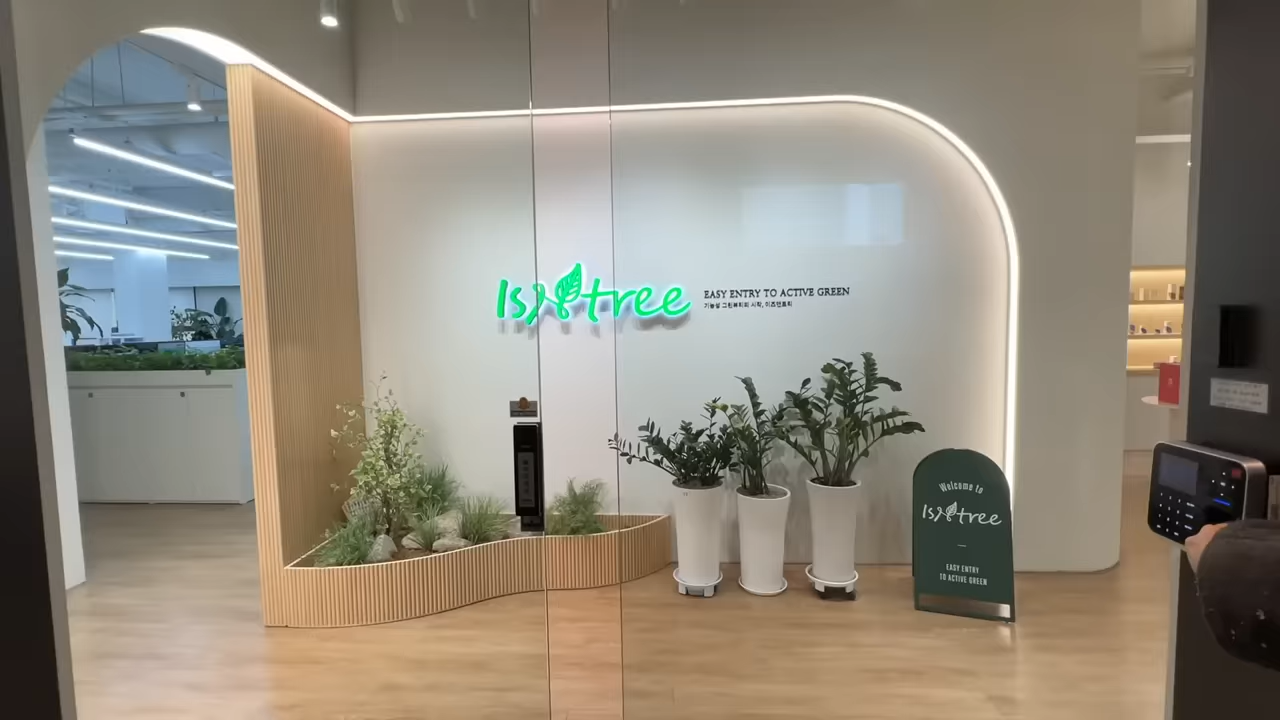 IsNtree
EASY ENTRY TO ACTIVE GREEN
기능성 그린뷰티의 시작, 이즈앤트리
Welcome to
IsNtree
EASY ENTRY
TO ACTIVE GREEN